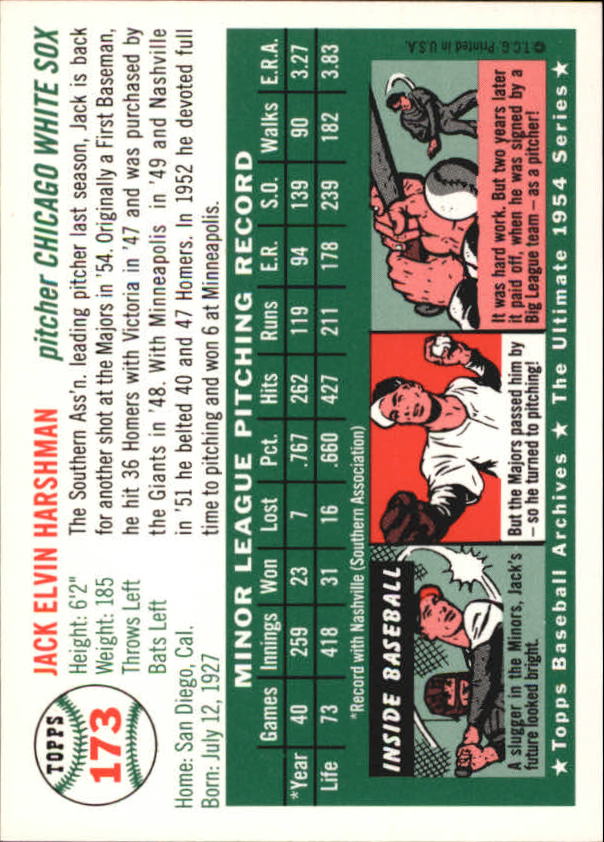 TOPPS
173
JACK ELVIN HARSHMAN
pitcher CHICAGO WHITE SOX
Height: 6'2"
Weight: 185
Throws Left
Bats Left
Home: San Diego, Cal.
Born: July 12, 1927
The Southern Ass'n. leading pitcher last season, Jack is back
for another shot at the Majors in '54. Originally a First Baseman,
he hit 36 Homers with Victoria in '47 and was purchased by
the Giants in '48. With Minneapolis in '49 and Nashville
in '51 he belted 40 and 47 Homers. In 1952 he devoted full
time to pitching and won 6 at Minneapolis.
MINOR LEAGUE PITCHING RECORD
Games Innings Won Lost Pct. Hits Runs E.R. S.O. Walks E.R.A.
*Year 40 259 23 7 .767 262 119 94 139 90 3.27
Life 73 418 31 16 .660 427 211 178 239 182 3.83
*Record with Nashville (Southern Association)
INSIDE BASEBALL
A slugger in the Minors, Jack's
future looked bright.
But the Majors passed him by
– so he turned to pitching!
It was hard work. But two years later
it paid off, when he was signed by a
Big League team – as a pitcher!
★ Topps Baseball Archives ★ The Ultimate 1954 Series ★
© T.C.G. Printed in U.S.A.